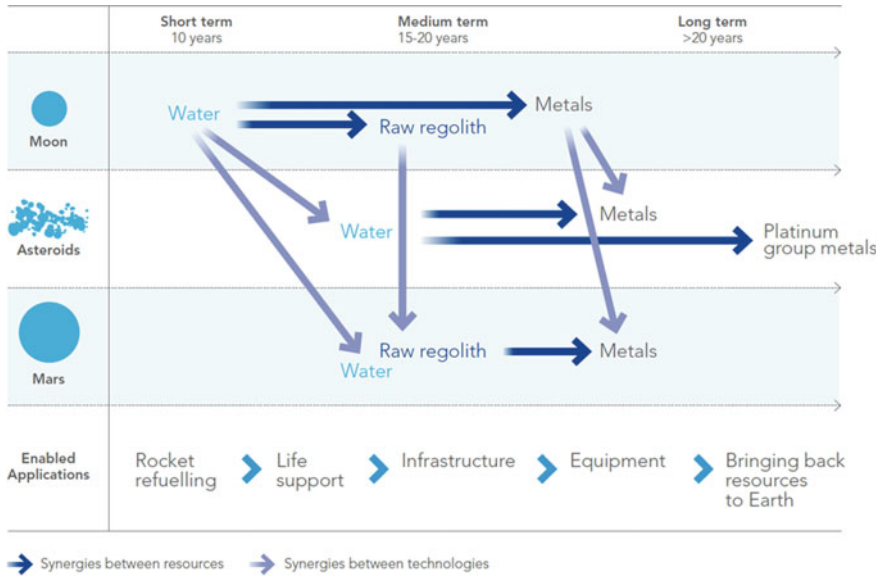 Short term
10 years
Medium term
15-20 years
Long term
>20 years
Moon
Water
Raw regolith
Metals
Asteroids
Water
Metals
Platinum
group metals
Mars
Raw regolith
Water
Metals
Enabled
Applications
Rocket
refuelling
Life
support
Infrastructure
Equipment
Bringing back
resources
to Earth
Synergies between resources
Synergies between technologies